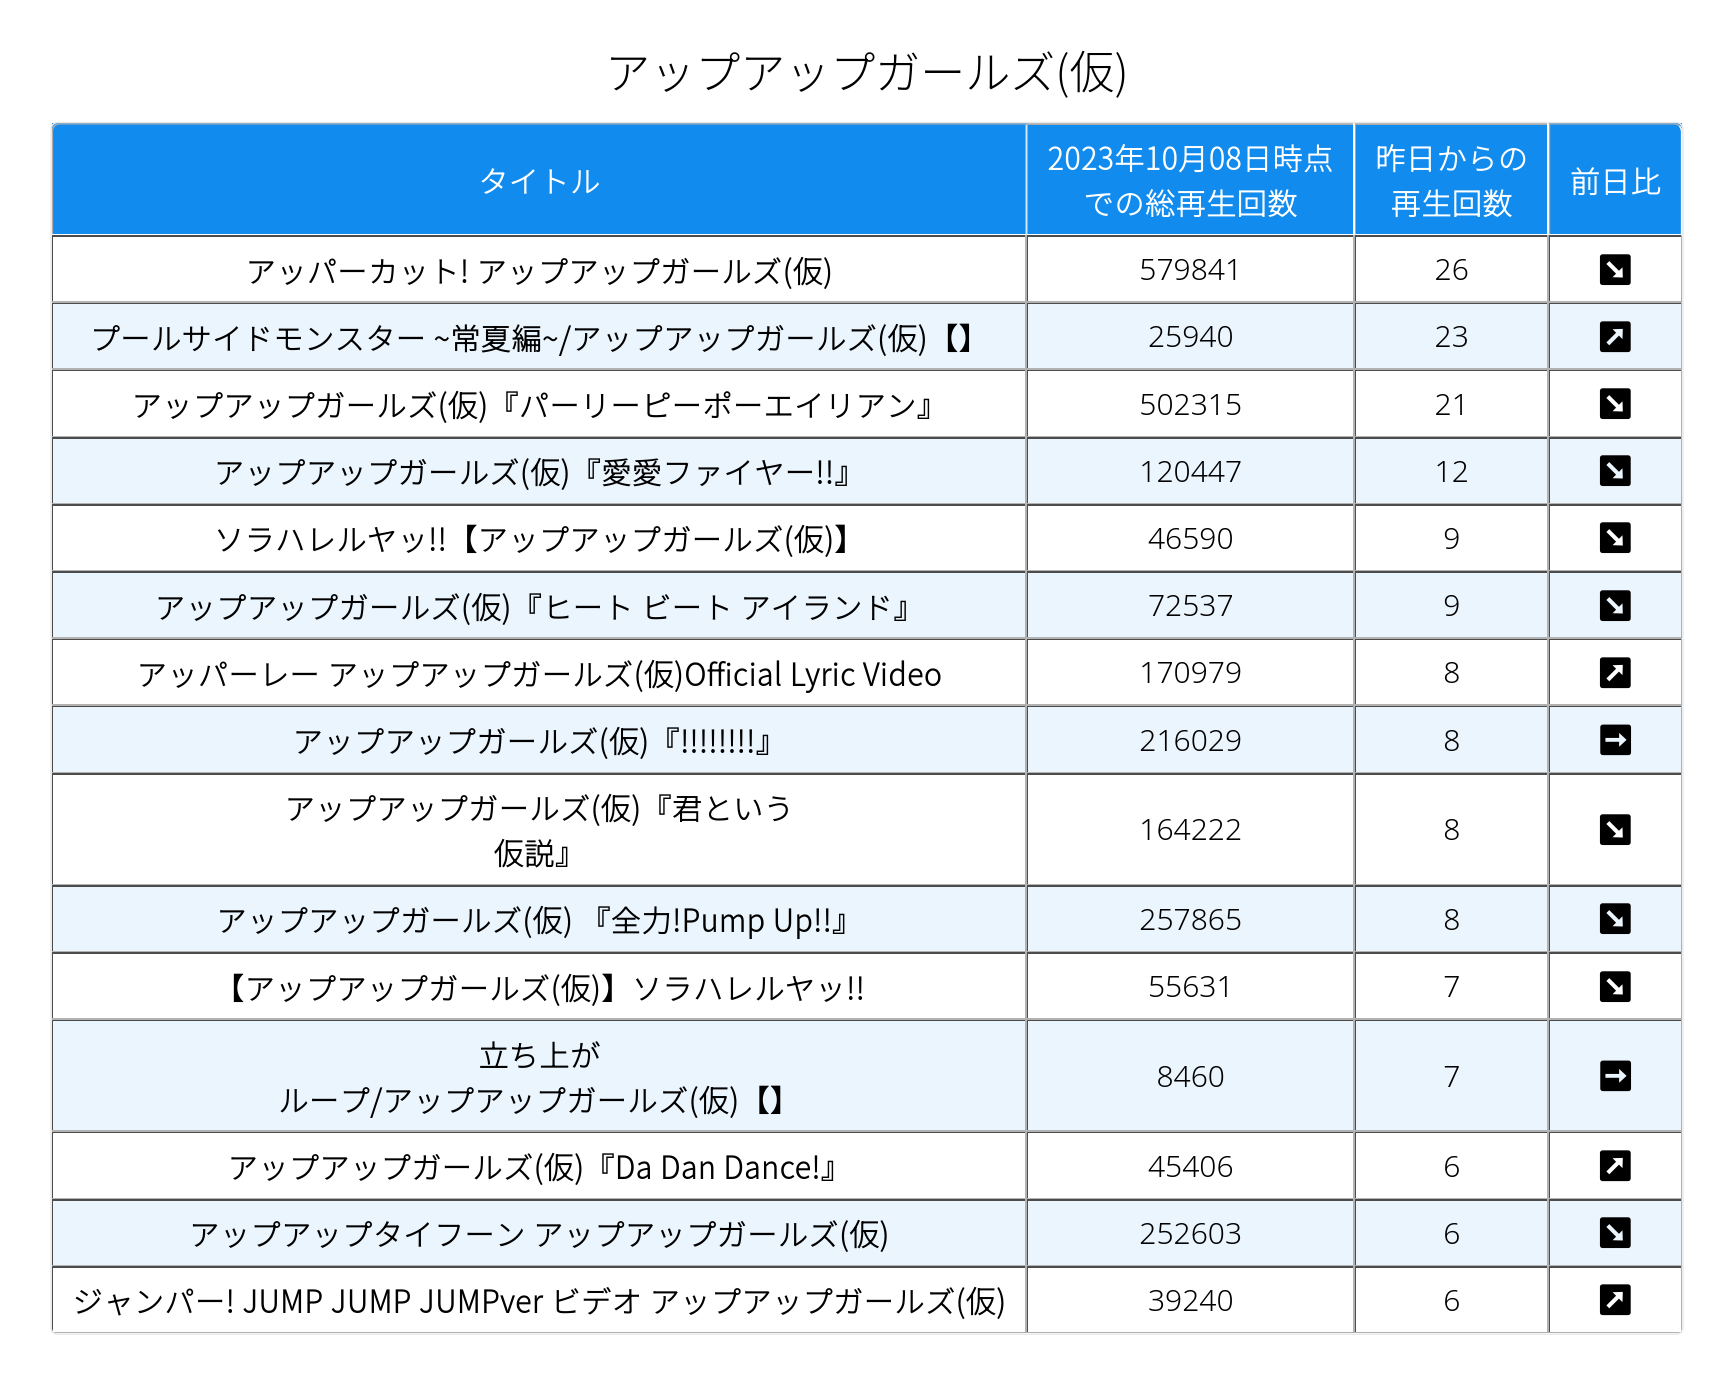 アップアップガールズ(仮)
タイトル
2023年10月08日時点
での総再生回数
昨日からの
再生回数
前日比
アッパーカット! アップアップガールズ(仮)
579841
26
プールサイドモンスター ~常夏編~/アップアップガールズ(仮)【】
25940
23
アップアップガールズ(仮)『パーリーピーポーエイリアン』
502315
21
アップアップガールズ(仮)『愛愛ファイヤー!!』
120447
12
ソラハレルヤッ!!【アップアップガールズ(仮)】
46590
9
アップアップガールズ(仮)『ヒート ビート アイランド』
72537
9
アッパーレー アップアップガールズ(仮)Official Lyric Video
170979
8
アップアップガールズ(仮)『!!!!!!!!』
216029
8
アップアップガールズ(仮)『君という
仮説』
164222
8
アップアップガールズ(仮) 『全力!Pump Up!!』
257865
8
【アップアップガールズ(仮)】ソラハレルヤッ!!
55631
7
立ち上が
ループ/アップアップガールズ(仮)【】
8460
7
アップアップガールズ(仮)『Da Dan Dance!』
45406
6
アップアップタイフーン アップアップガールズ(仮)
252603
6
ジャンパー! JUMP JUMP JUMPver ビデオ アップアップガールズ(仮)
39240
6